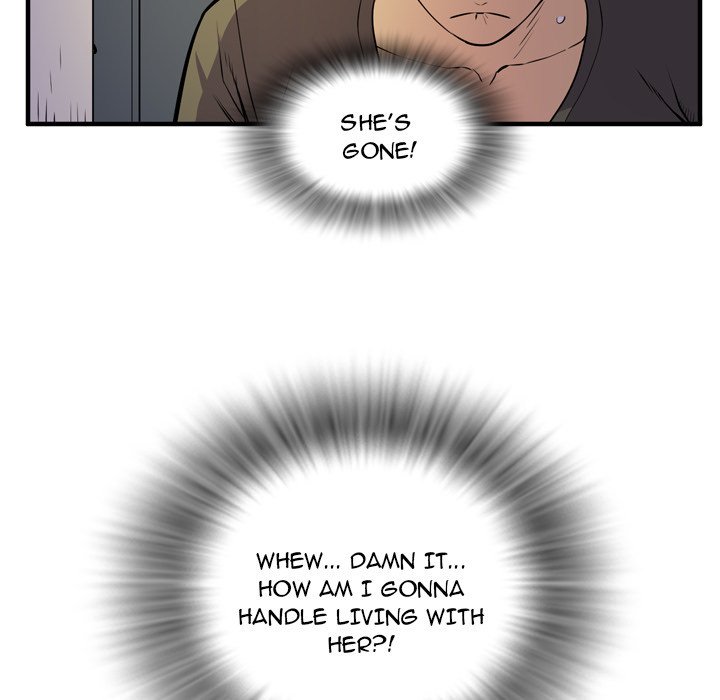 SHE'S
GONE!
WHEW... DAMN IT...
HOW AM I GONNA
HANDLE LIVING WITH
HER?!